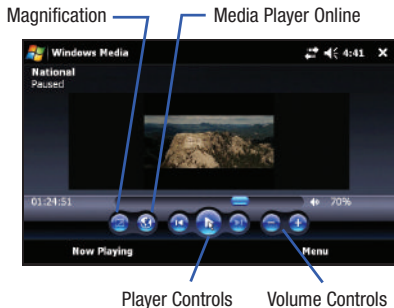 Magnification
Media Player Online
Windows Media
4:41
National
Paused
01:24:51
70%
Now Playing
Menu
Player Controls
Volume Controls